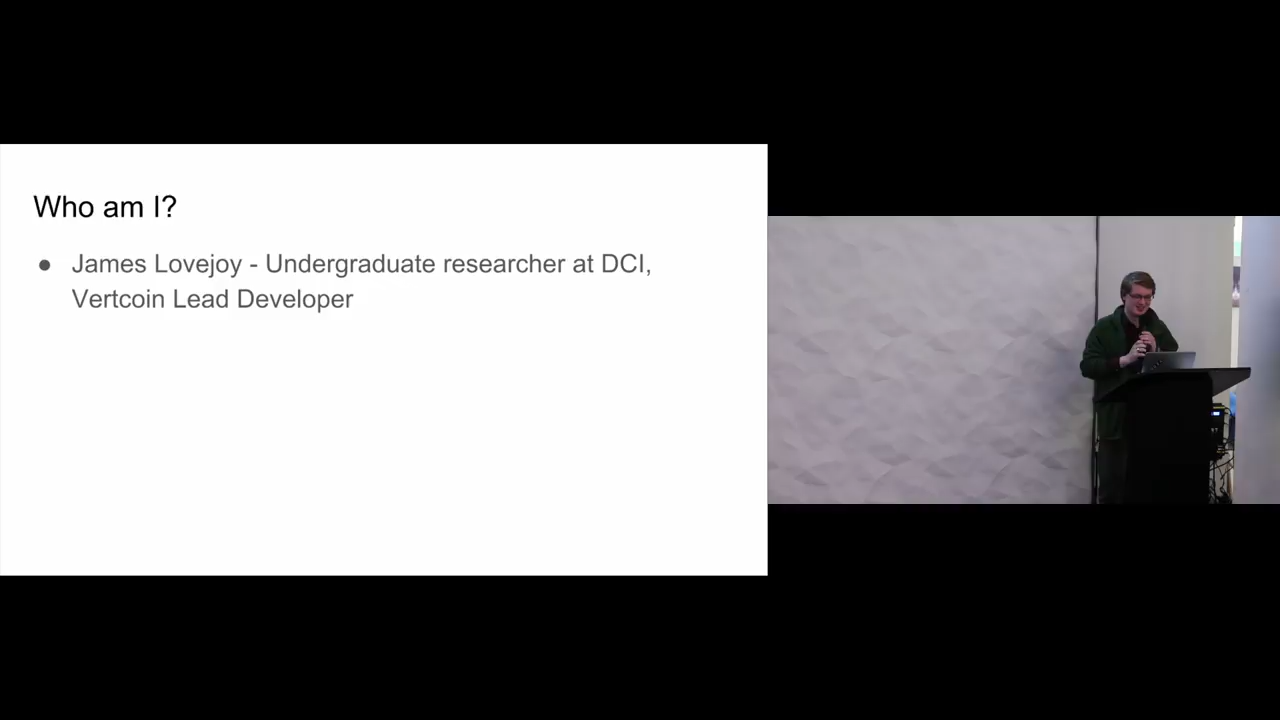 Who am I?
● James Lovejoy - Undergraduate researcher at DCI,
Vertcoin Lead Developer